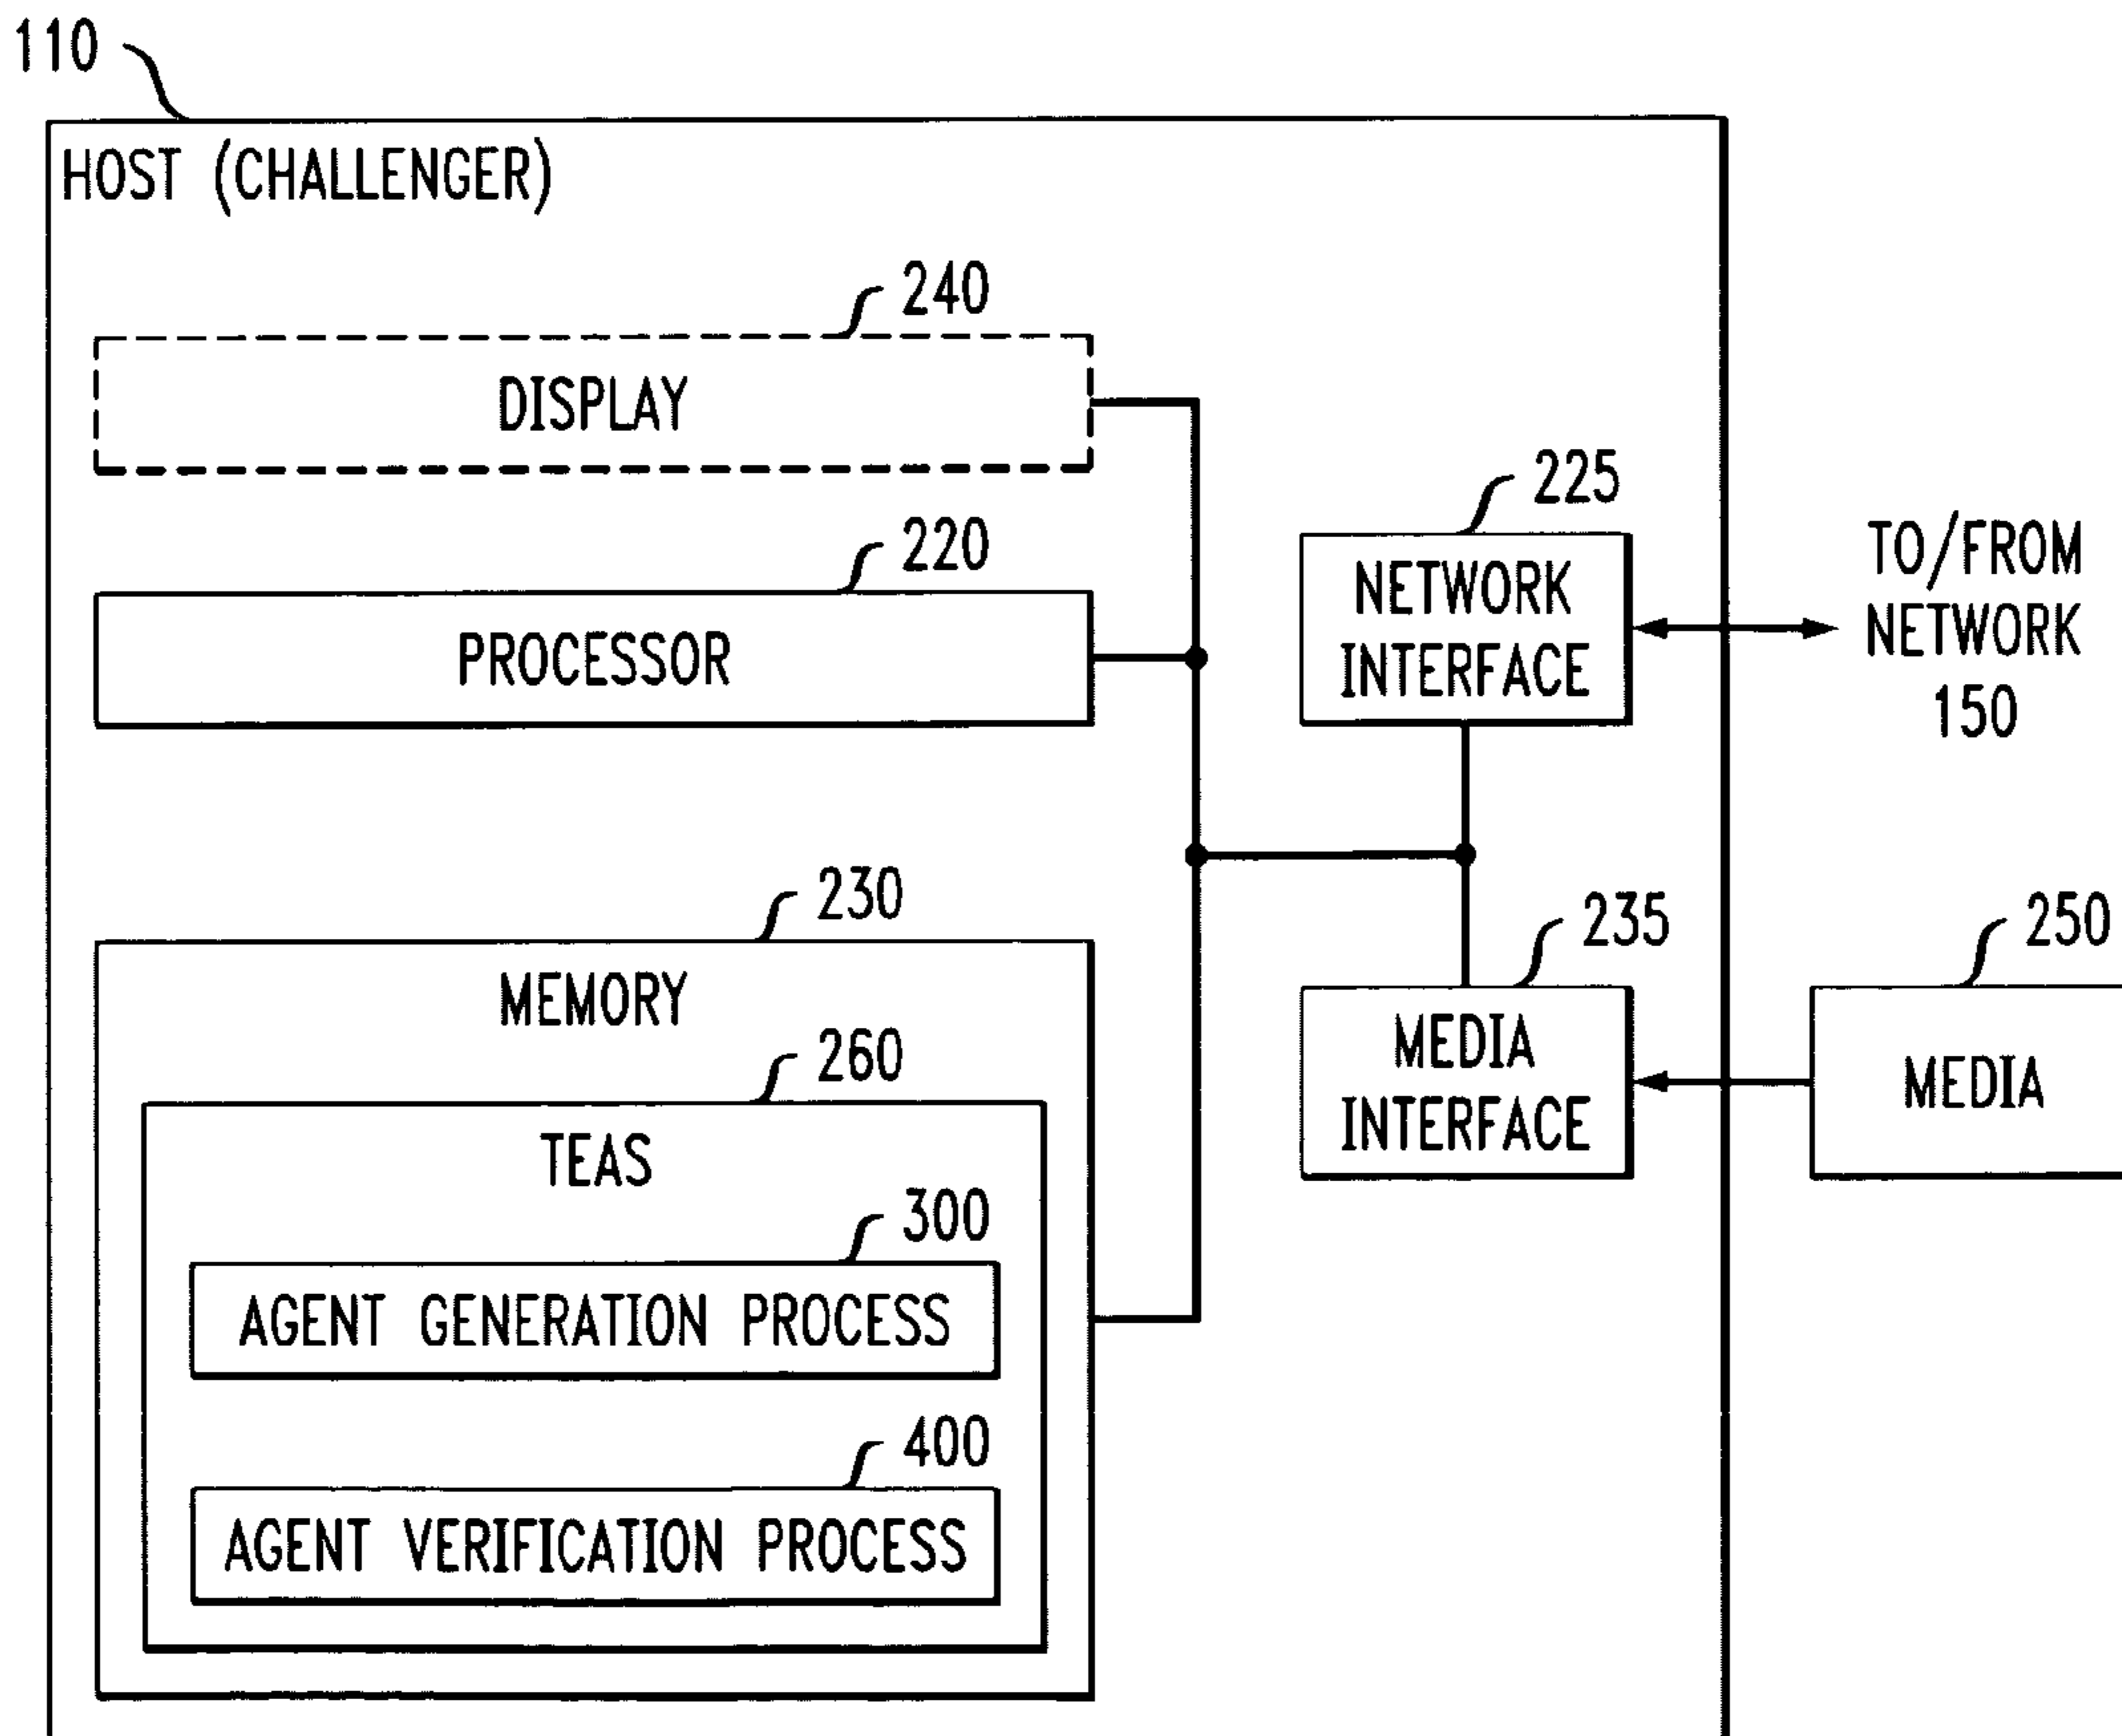 110
HOST (CHALLENGER)
240
DISPLAY
220
PROCESSOR
225
NETWORK
INTERFACE
TO/FROM
NETWORK
150
230
MEMORY
260
TEAS
300
AGENT GENERATION PROCESS
400
AGENT VERIFICATION PROCESS
235
MEDIA
INTERFACE
250
MEDIA